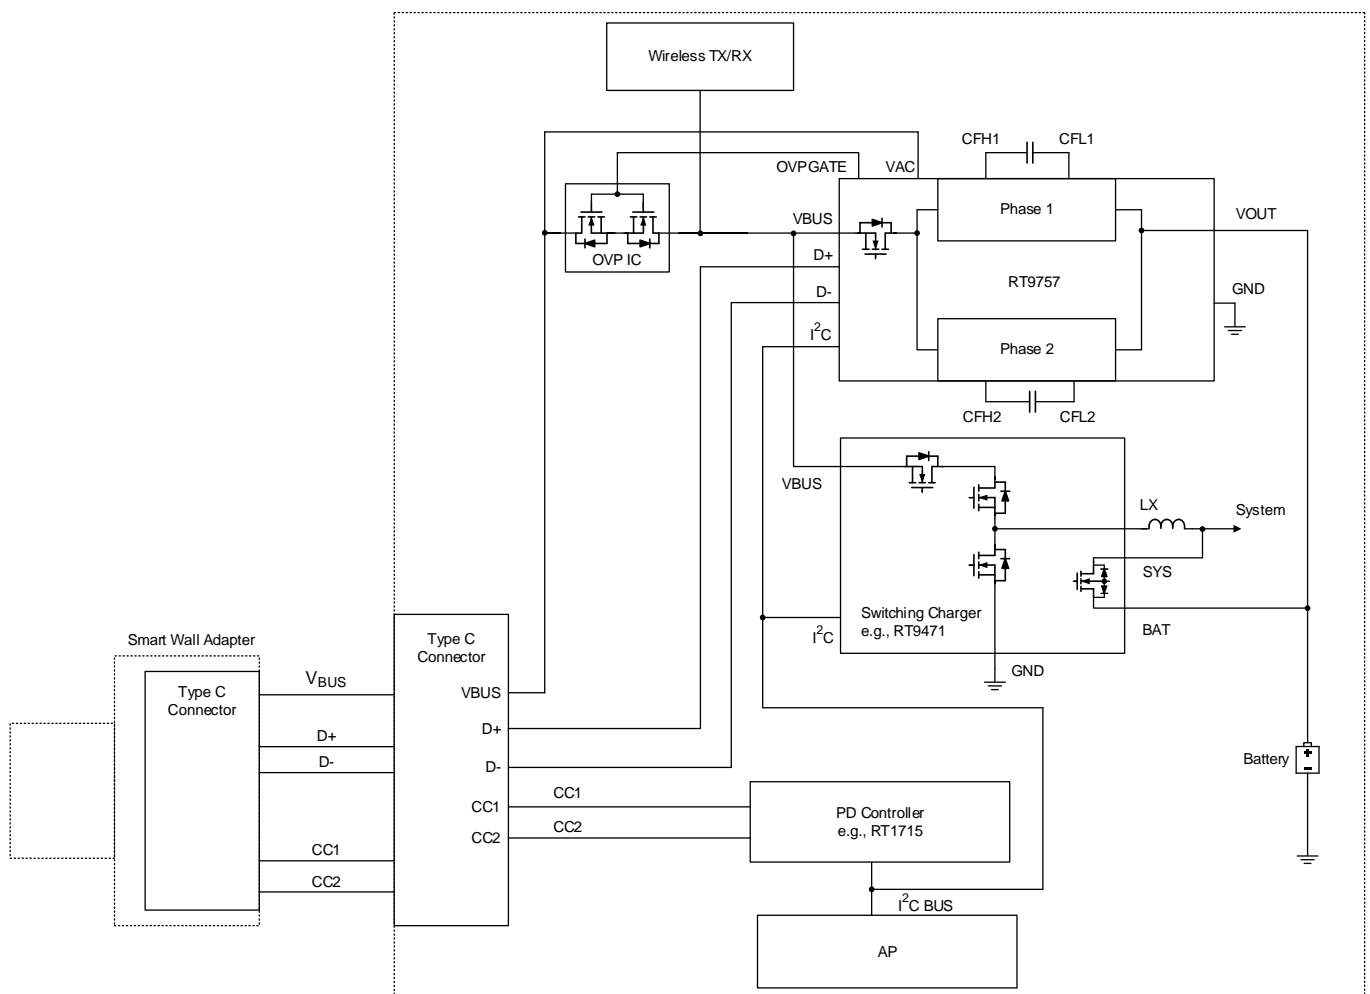 Wireless TX/RX
CFH1
CFL1
OVPGATE
VAC
Phase 1
VBUS
VOUT
OVP IC
D+
RT9757
D-
GND
I²C
Phase 2
CFH2
CFL2
VBUS
LX
System
SYS
Switching Charger
e.g., RT9471
I²C
BAT
GND
Smart Wall Adapter
Type C
Connector
VBUS
Type C
Connector
VBUS
D+
D+
D-
D-
Battery
+
-
CC1
CC1
PD Controller
e.g., RT1715
CC2
CC2
CC1
CC2
I²C BUS
AP